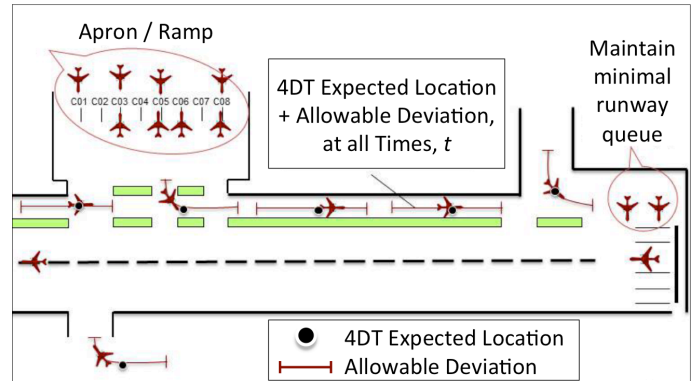 Apron / Ramp
C01 C02 C03 C04 C05 C06 C07 C08
4DT Expected Location
+ Allowable Deviation,
at all Times, t
Maintain
minimal
runway
queue
4DT Expected Location
Allowable Deviation